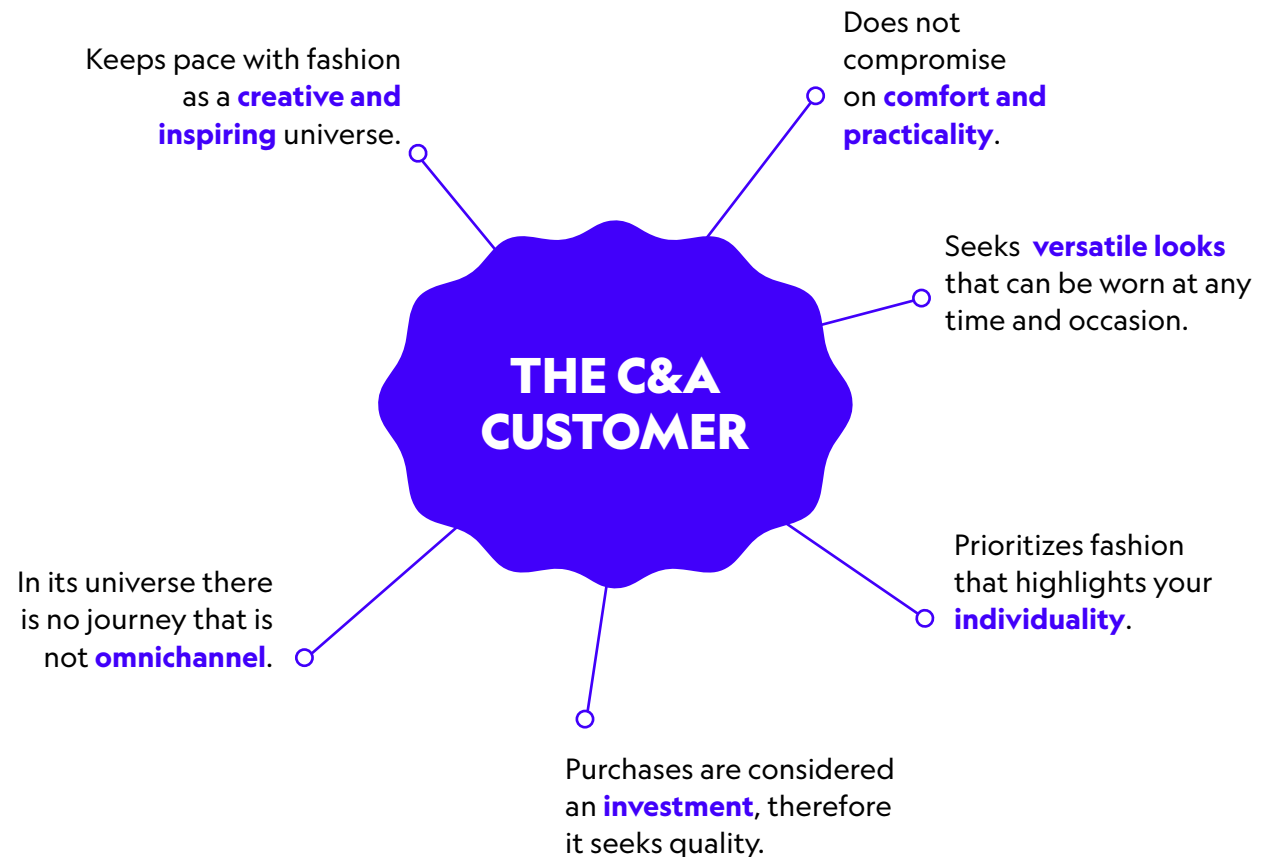 Keeps pace with fashion
as a creative and
inspiring universe.
Does not
compromise
on comfort and
practicality.
Seeks versatile looks
that can be worn at any
time and occasion.
THE C&A
CUSTOMER
Prioritizes fashion
that highlights your
individuality.
In its universe there
is no journey that is
not omnichannel.
Purchases are considered
an investment, therefore
it seeks quality.